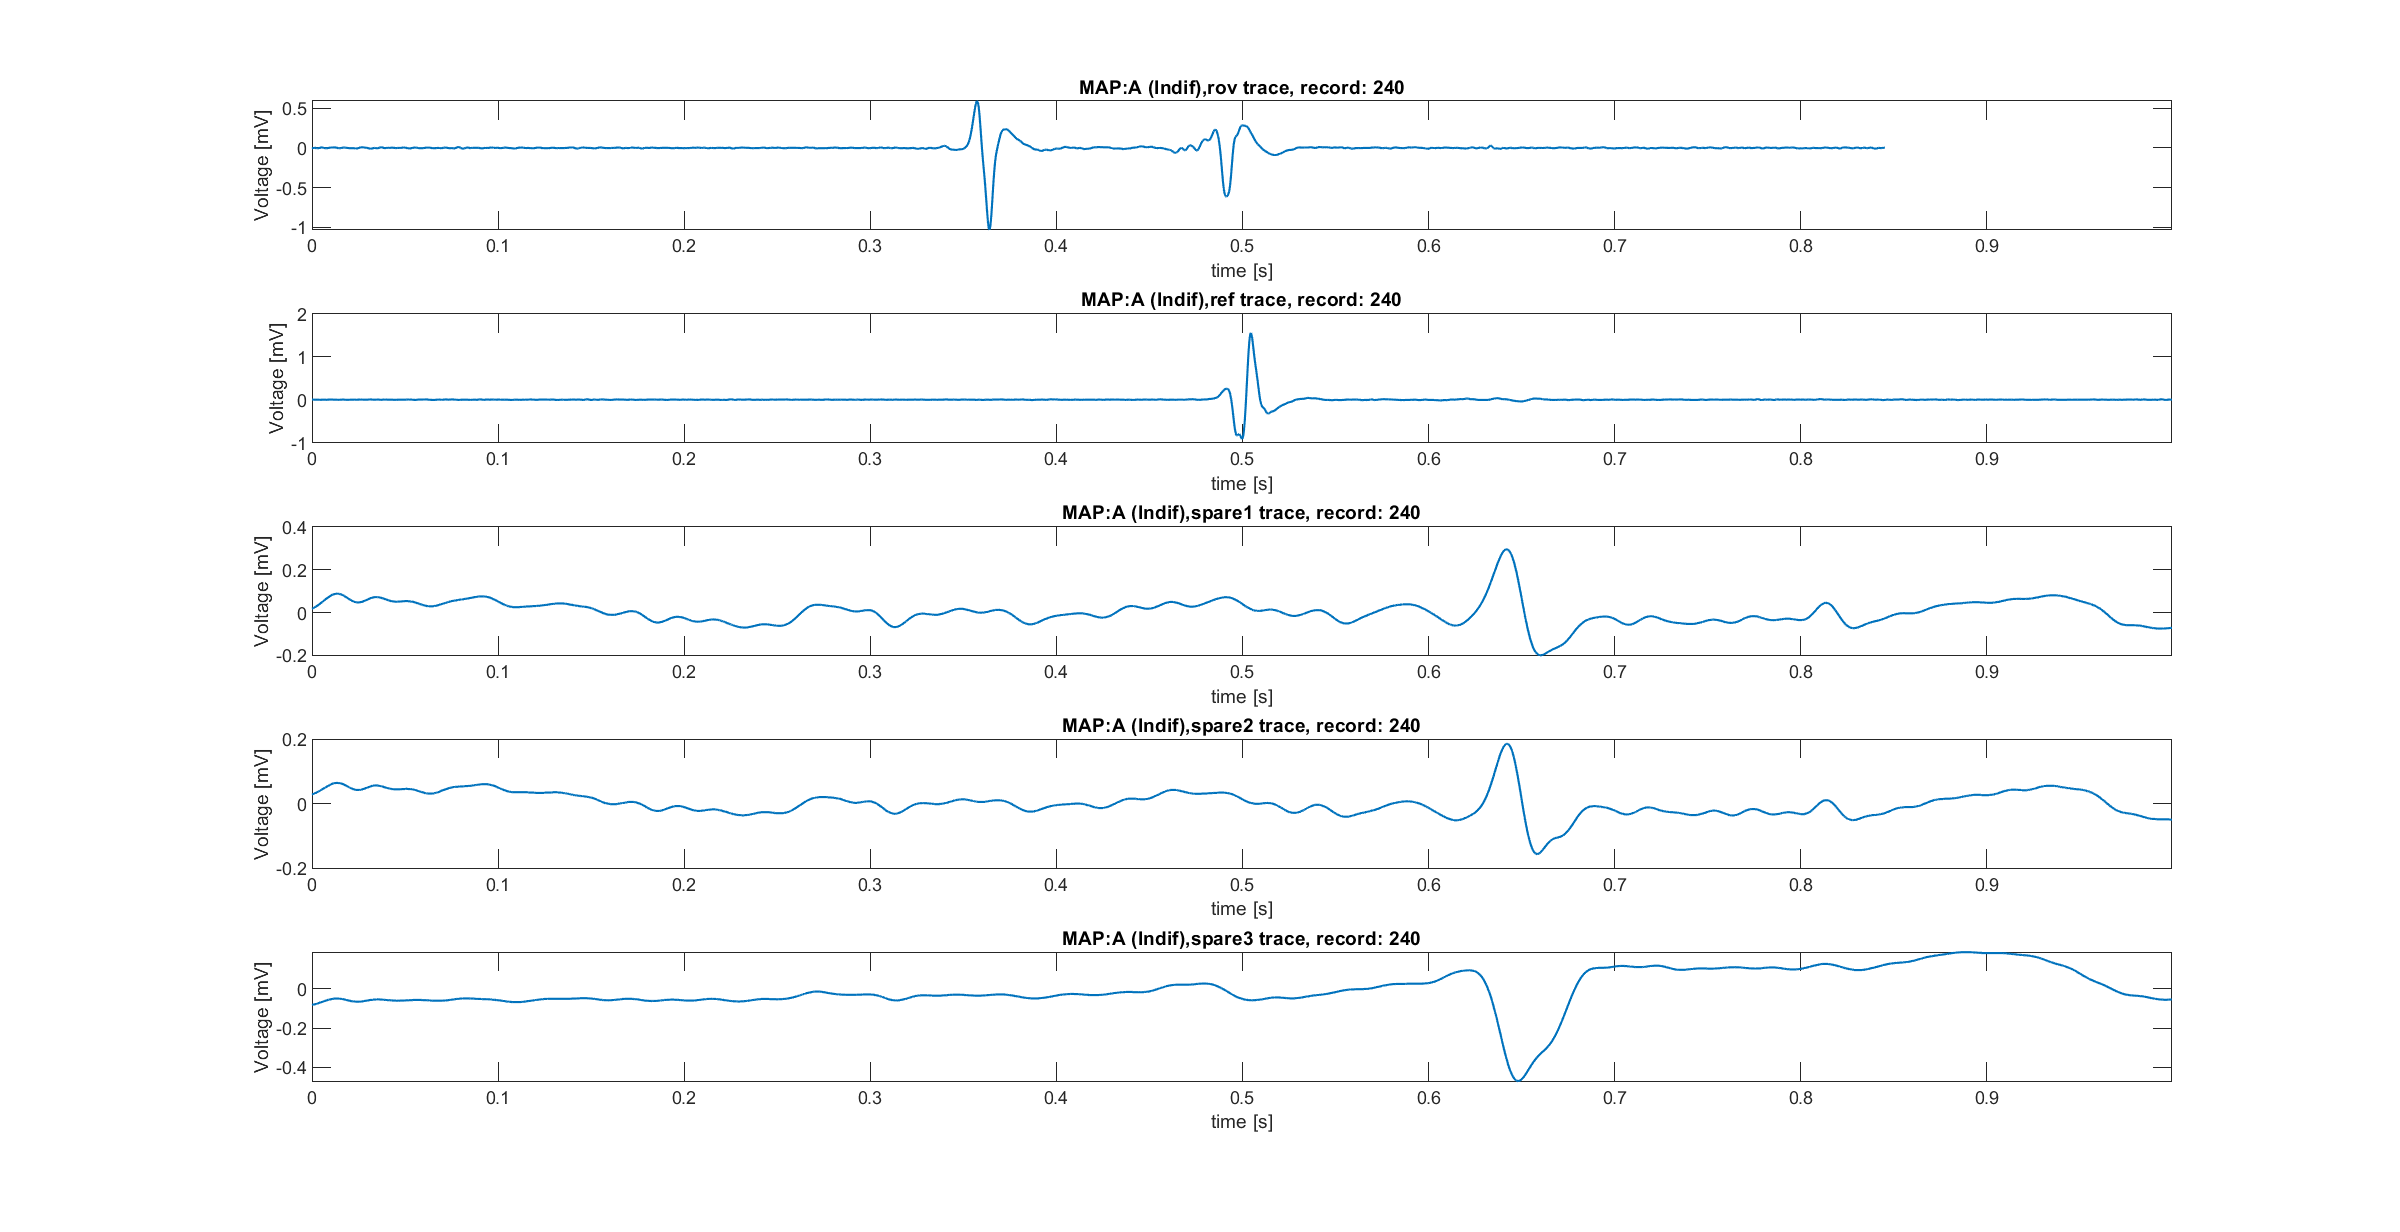 MAP:A (Indif),rov trace, record: 240
0.5
0
-0.5
-1
Voltage [mV]
0 0.1 0.2 0.3 0.4 0.5 0.6 0.7 0.8 0.9
time [s]
MAP:A (Indif),ref trace, record: 240
2
1
0
-1
Voltage [mV]
0 0.1 0.2 0.3 0.4 0.5 0.6 0.7 0.8 0.9
time [s]
MAP:A (Indif),spare1 trace, record: 240
0.4
0.2
0
-0.2
Voltage [mV]
0 0.1 0.2 0.3 0.4 0.5 0.6 0.7 0.8 0.9
time [s]
MAP:A (Indif),spare2 trace, record: 240
0.2
0
-0.2
Voltage [mV]
0 0.1 0.2 0.3 0.4 0.5 0.6 0.7 0.8 0.9
time [s]
MAP:A (Indif),spare3 trace, record: 240
0
-0.2
-0.4
Voltage [mV]
0 0.1 0.2 0.3 0.4 0.5 0.6 0.7 0.8 0.9
time [s]